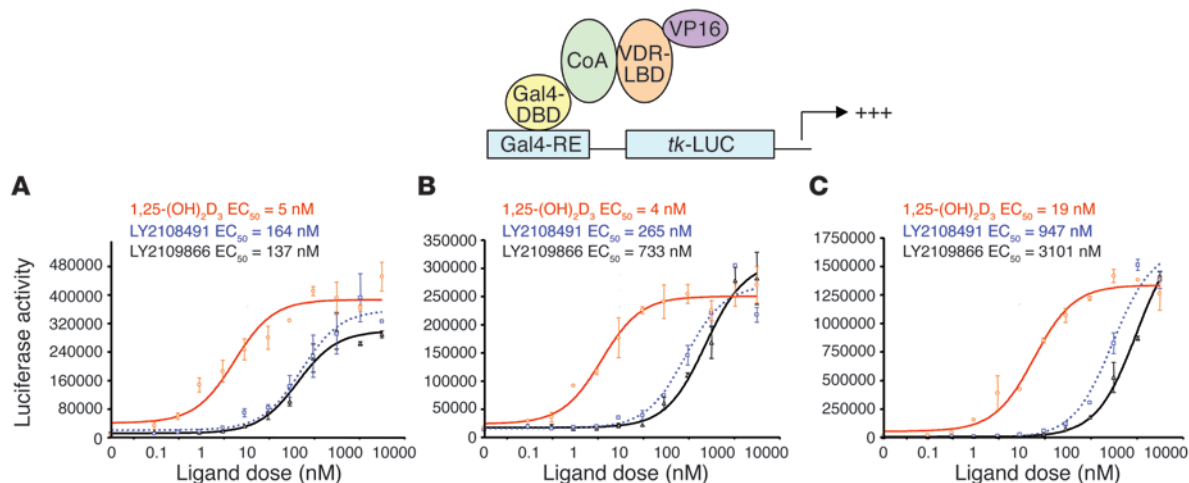 VP16
CoA
VDR-
LBD
Gal4-
DBD
Gal4-RE
tk-LUC
+++
A
1,25-(OH)₂D₃ EC₅₀ = 5 nM
LY2108491 EC₅₀ = 164 nM
LY2109866 EC₅₀ = 137 nM
Luciferase activity
480000
400000
320000
240000
160000
80000
0
0 0.1 1 10 100 1000 10000
Ligand dose (nM)
B
1,25-(OH)₂D₃ EC₅₀ = 4 nM
LY2108491 EC₅₀ = 265 nM
LY2109866 EC₅₀ = 733 nM
350000
300000
250000
200000
150000
100000
50000
0
0 0.1 1 10 100 1000 10000
Ligand dose (nM)
C
1,25-(OH)₂D₃ EC₅₀ = 19 nM
LY2108491 EC₅₀ = 947 nM
LY2109866 EC₅₀ = 3101 nM
1750000
1500000
1250000
1000000
750000
500000
250000
0
0 0.1 1 10 100 1000 10000
Ligand dose (nM)